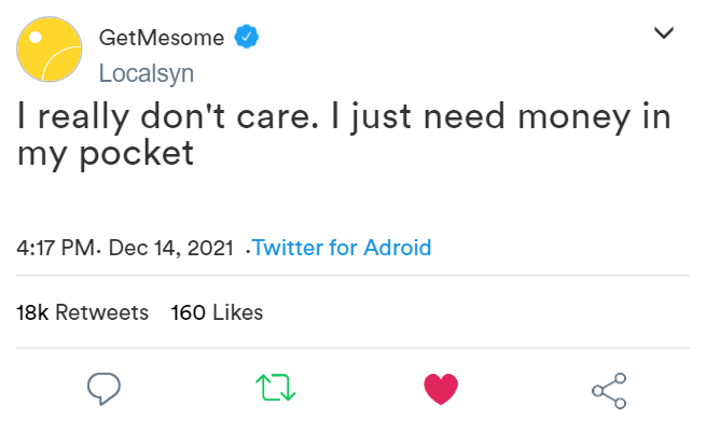 GetMesome
Localsyn
I really don't care. I just need money in
my pocket
4:17 PM. Dec 14, 2021 .Twitter for Adroid
18k Retweets 160 Likes